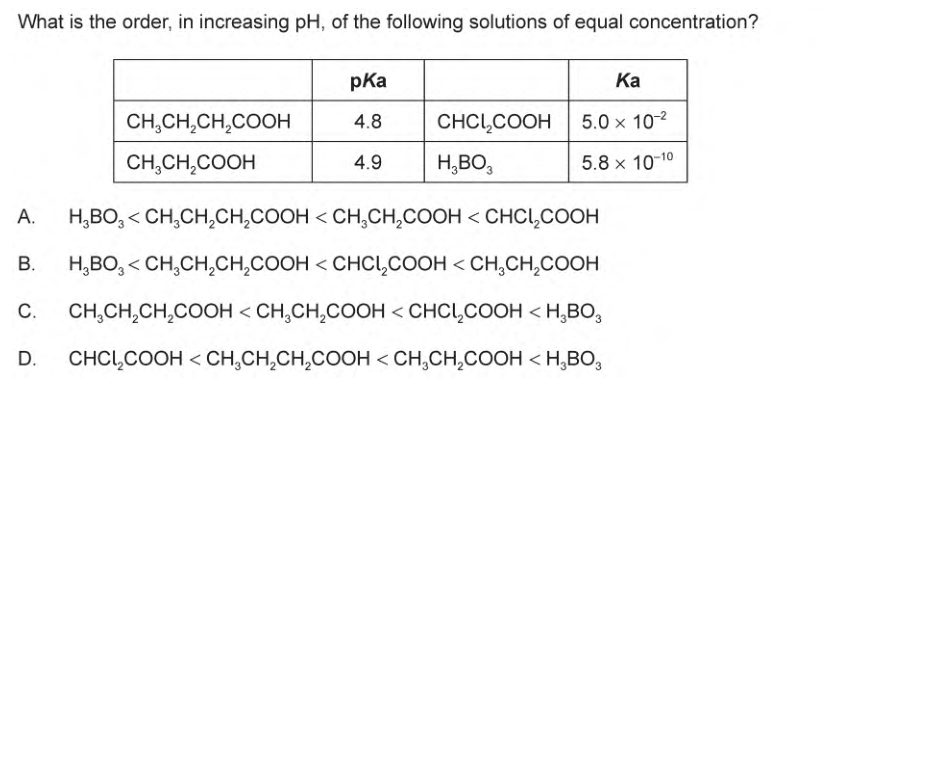 What is the order, in increasing pH, of the following solutions of equal concentration?
pKa Ka
CH₃CH₂CH₂COOH 4.8 CHCl₂COOH 5.0 × 10⁻²
CH₃CH₂COOH 4.9 H₃BO₃ 5.8 × 10⁻¹⁰
A. H₃BO₃ < CH₃CH₂CH₂COOH < CH₃CH₂COOH < CHCl₂COOH
B. H₃BO₃ < CH₃CH₂CH₂COOH < CHCl₂COOH < CH₃CH₂COOH
C. CH₃CH₂CH₂COOH < CH₃CH₂COOH < CHCl₂COOH < H₃BO₃
D. CHCl₂COOH < CH₃CH₂CH₂COOH < CH₃CH₂COOH < H₃BO₃